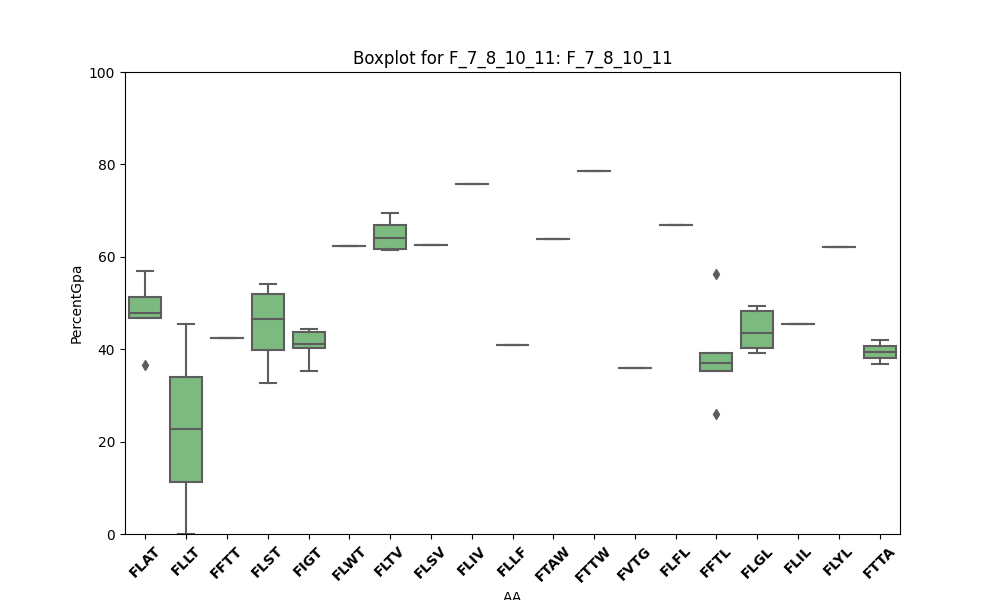 Boxplot for F_7_8_10_11: F_7_8_10_11
PercentGpa
100
80
60
40
20
0
FLAT FLLT FFTT FLST FIGT FLWT FLTV FLSV FLIV FLLF FTAW FTTW FVTG FLFL FFTL FLGL FLIL FLYL FTTA
AA